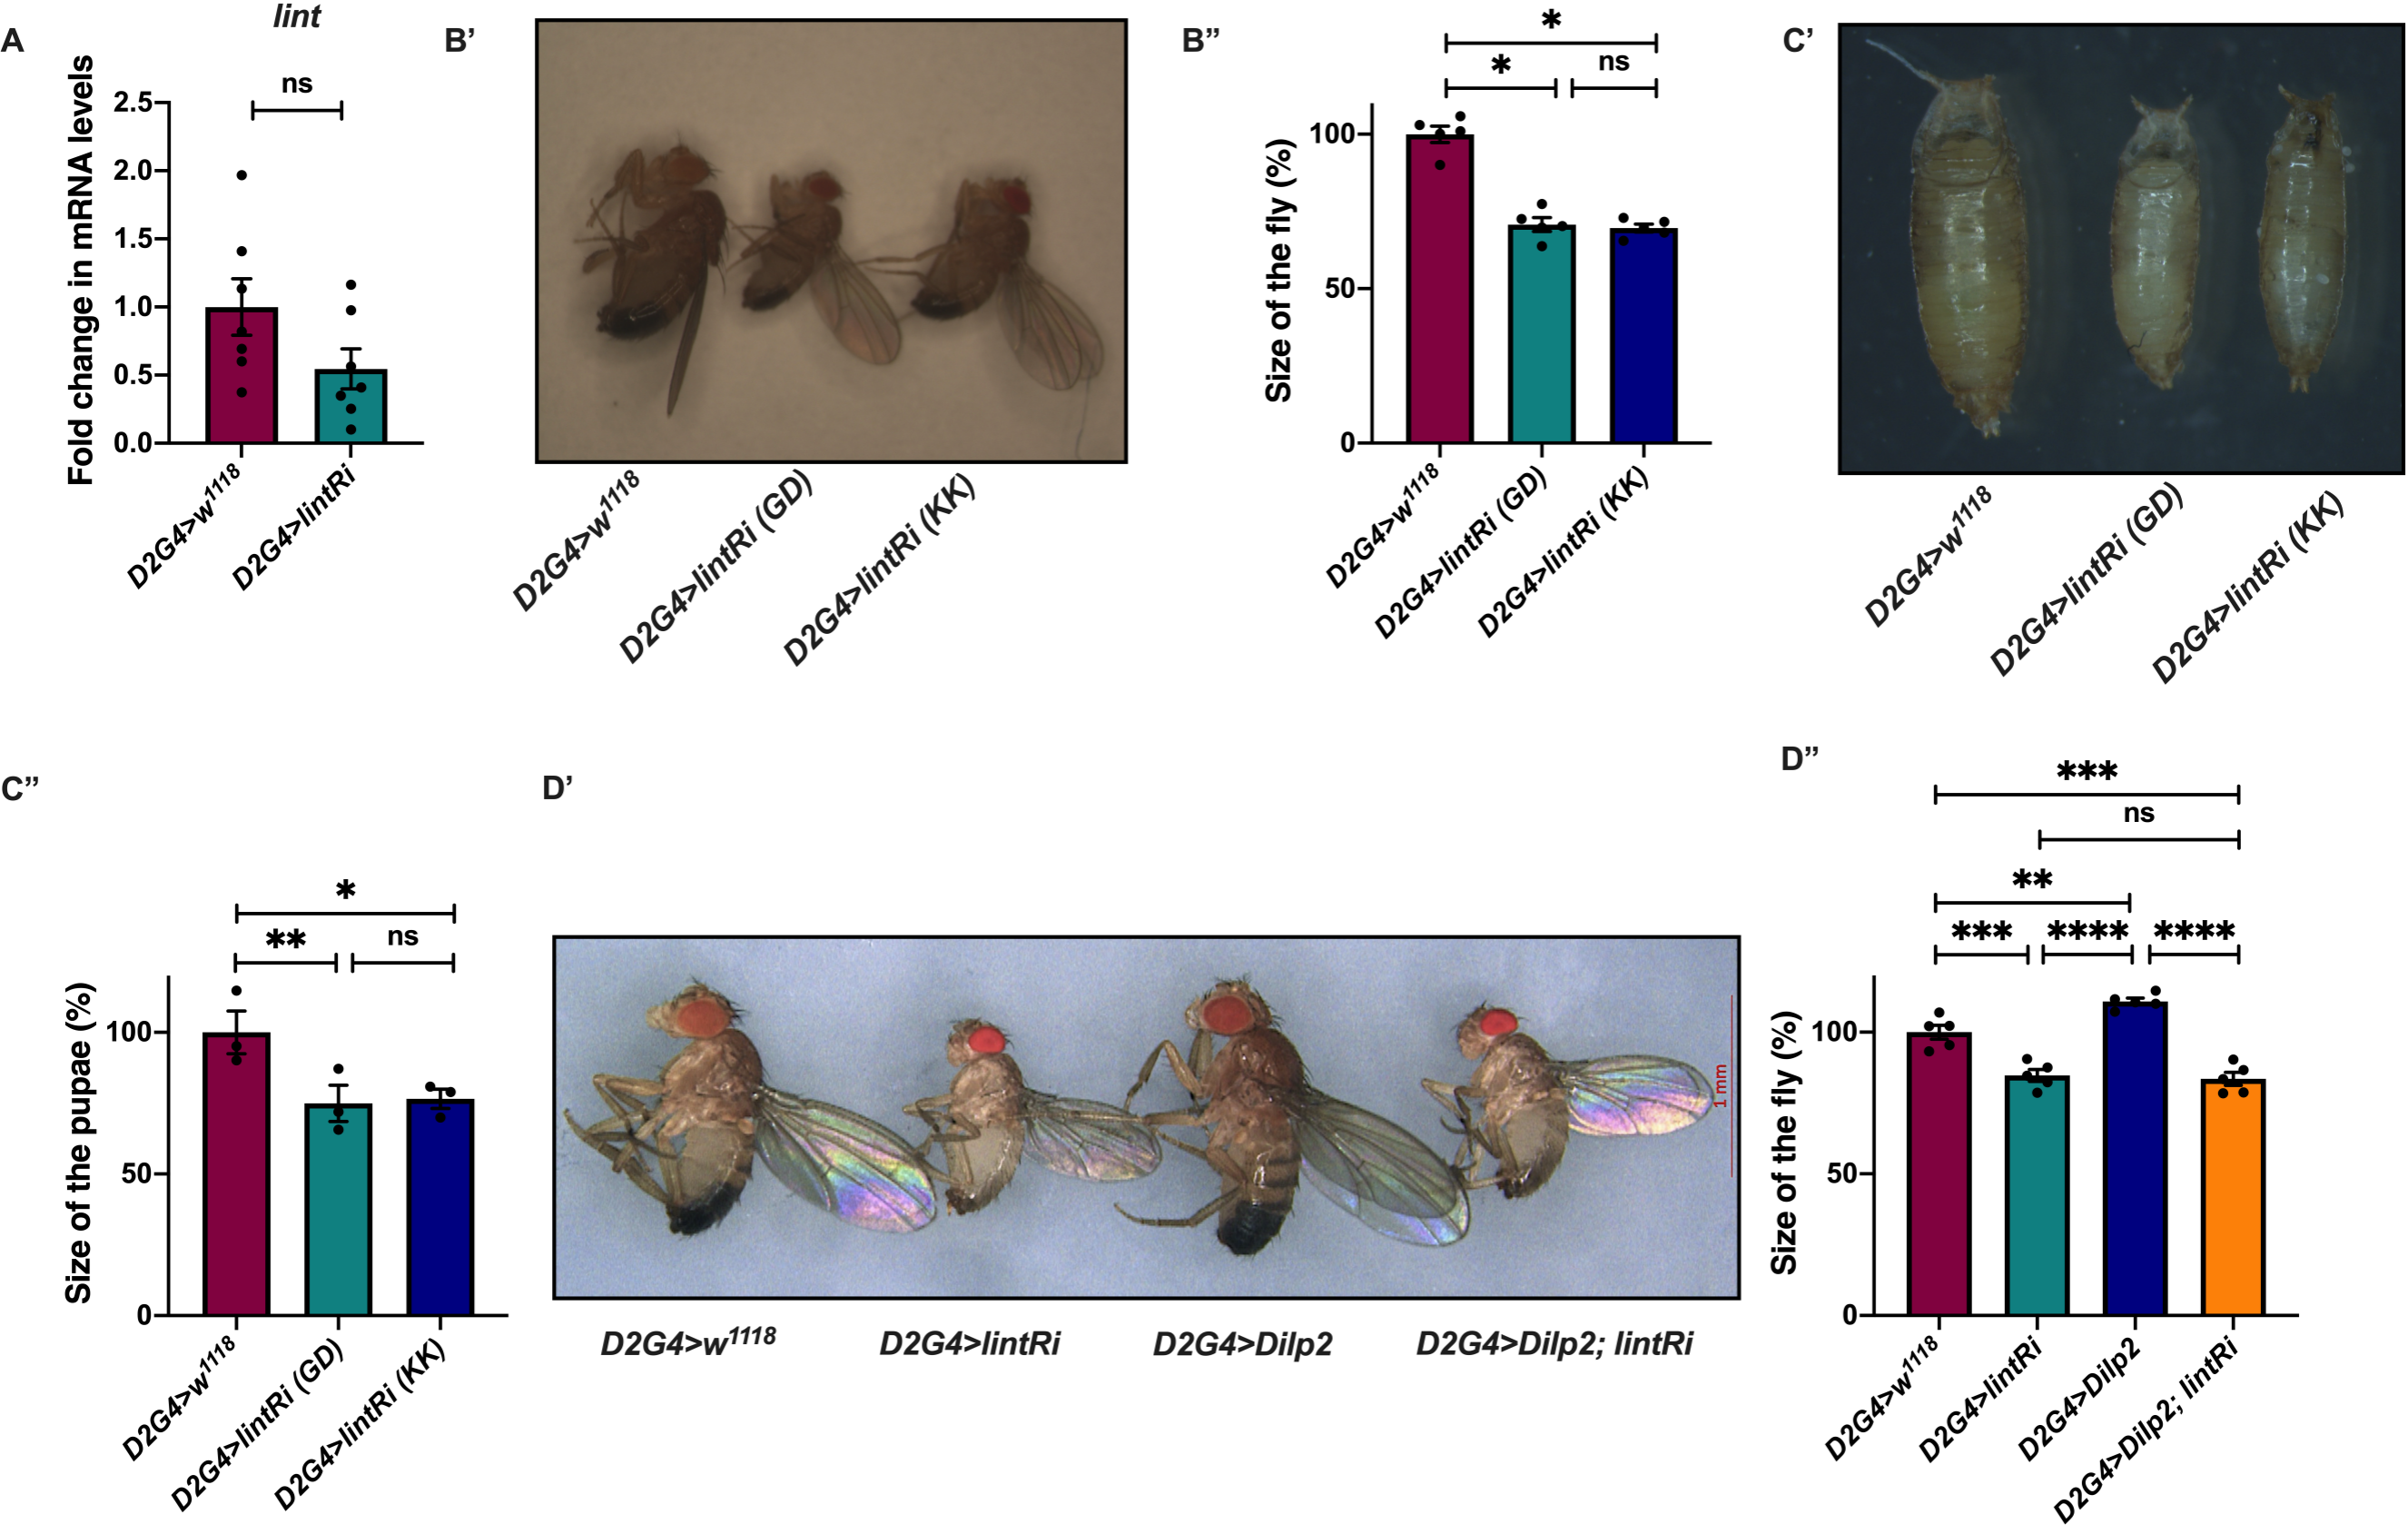 A
lint
ns
Fold change in mRNA levels
2.5
2.0
1.5
1.0
0.5
0.0
D2G4>w1118
D2G4>lintRi
B’
D2G4>w1118
D2G4>lintRi (GD)
D2G4>lintRi (KK)
B”
*
*
ns
Size of the fly (%)
100
50
0
D2G4>w1118
D2G4>lintRi (GD)
D2G4>lintRi (KK)
C’
D2G4>w1118
D2G4>lintRi (GD)
D2G4>lintRi (KK)
C”
*
**
ns
Size of the pupae (%)
100
50
0
D2G4>w1118
D2G4>lintRi (GD)
D2G4>lintRi (KK)
D’
1 mm
D2G4>w1118
D2G4>lintRi
D2G4>Dilp2
D2G4>Dilp2; lintRi
D”
***
ns
**
***
****
****
Size of the fly (%)
100
50
0
D2G4>w1118
D2G4>lintRi
D2G4>Dilp2
D2G4>Dilp2; lintRi